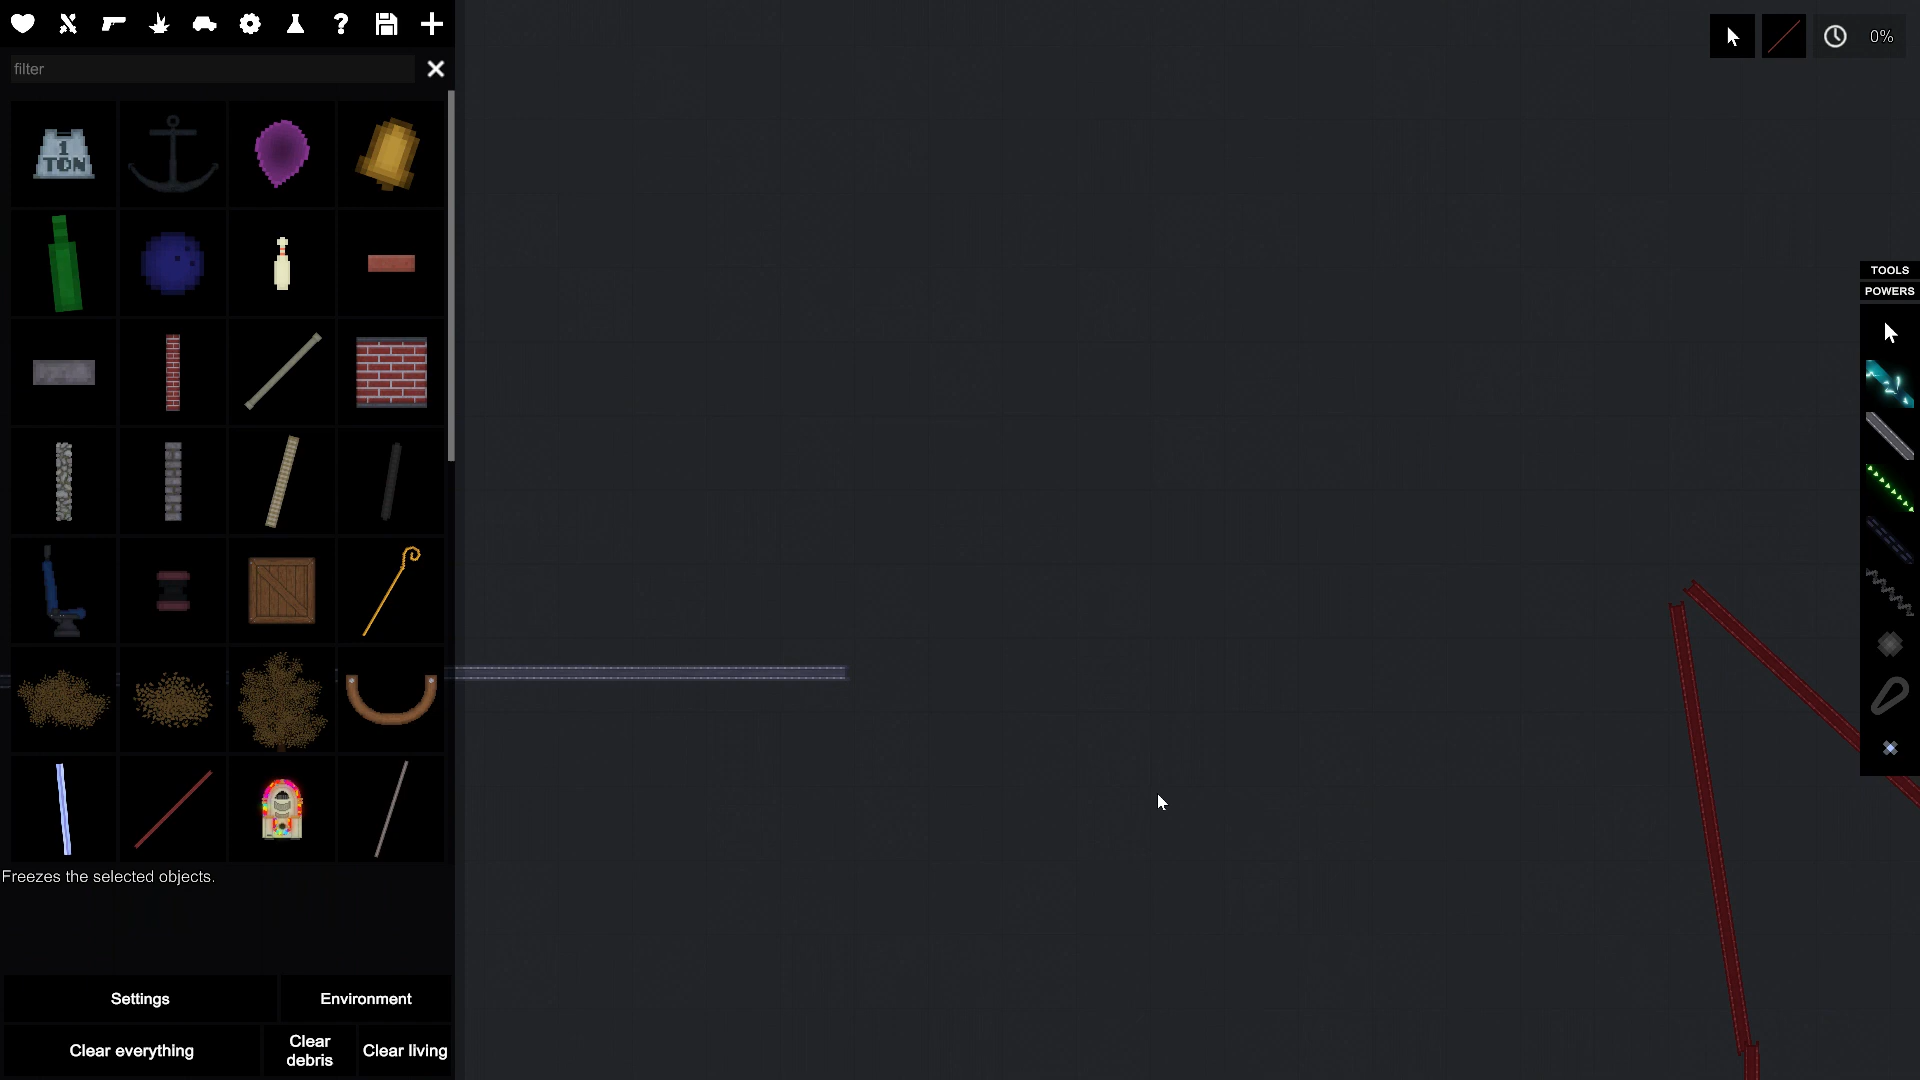 filter
0%
1
TON
TOOLS
POWERS
Freezes the selected objects.
Settings
Environment
Clear everything
Clear
debris
Clear living